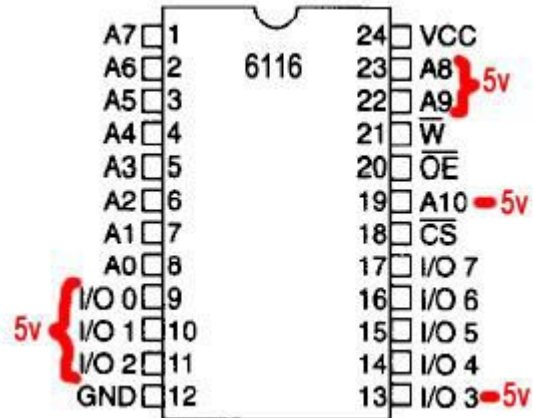 A7 1 24 VCC
A6 2 6116 23 A8 5v
A5 3 22 A9
A4 4 21 W̅
A3 5 20 O̅E̅
A2 6 19 A10 5v
A1 7 18 C̅S̅
A0 8 17 I/O 7
I/O 0 9 16 I/O 6
5v I/O 1 10 15 I/O 5
I/O 2 11 14 I/O 4
GND 12 13 I/O 3 5v